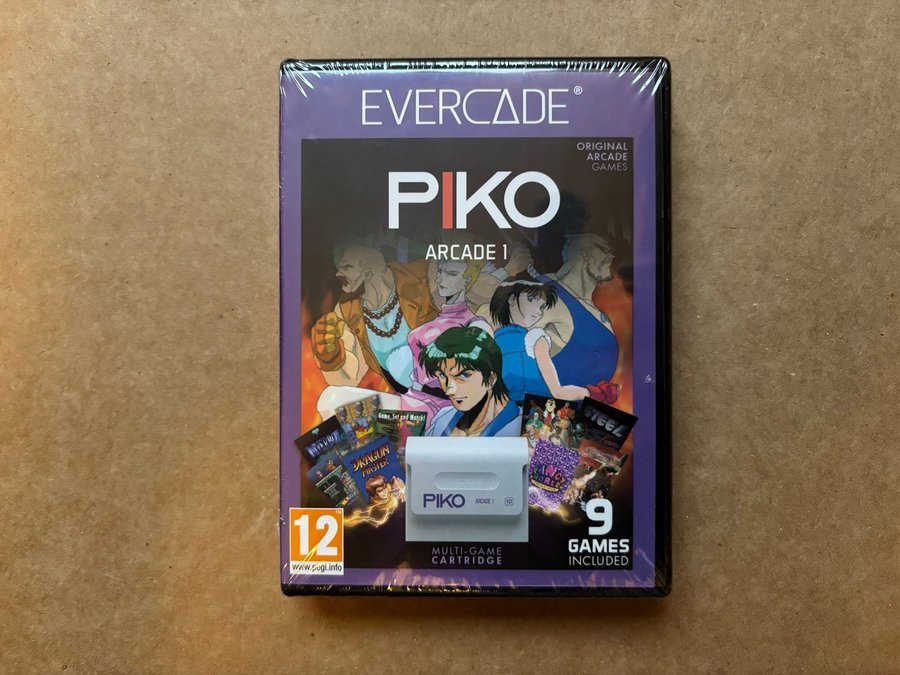 EVERCADE®
ORIGINAL
ARCADE
GAMES
PIKO
ARCADE 1
Game, Set and Match!
STEEL
DRAGON
MASTER
PIKO
ARCADE 1
10
12
www.pegi.info
MULTI-GAME
CARTRIDGE
9
GAMES
INCLUDED